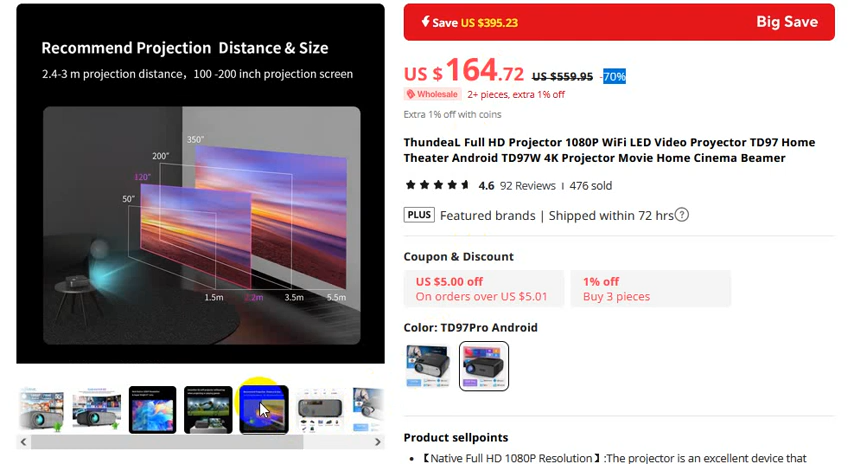 Recommend Projection Distance & Size
2.4-3 m projection distance，100 -200 inch projection screen
350"
200"
120"
50"
1.5m
2.2m
3.5m
5.5m
Save US $395.23
Big Save
US $164.72 US $559.95 -70%
Wholesale 2+ pieces, extra 1% off
Extra 1% off with coins
ThundeaL Full HD Projector 1080P WiFi LED Video Proyector TD97 Home
Theater Android TD97W 4K Projector Movie Home Cinema Beamer
4.6 92 Reviews 476 sold
PLUS Featured brands | Shipped within 72 hrs
Coupon & Discount
US $5.00 off
On orders over US $5.01
1% off
Buy 3 pieces
Color: TD97Pro Android
Product sellpoints
• 【Native Full HD 1080P Resolution】:The projector is an excellent device that